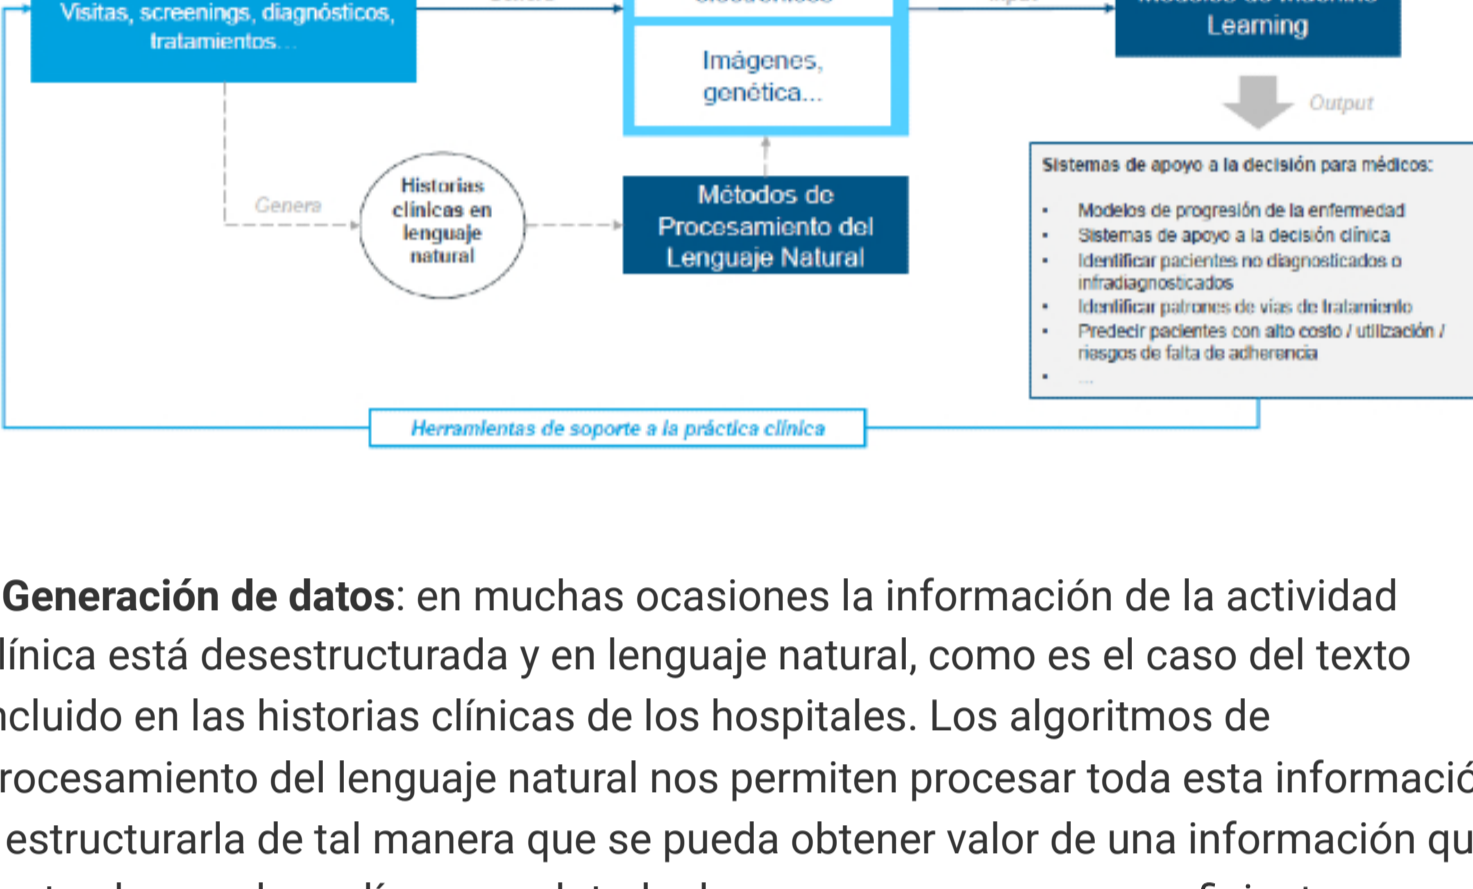 Visitas, screenings, diagnósticos,
tratamientos...
Learning
Imágenes,
genética...
Output
Sistemas de apoyo a la decisión para médicos:
• Modelos de progresión de la enfermedad
• Sistemas de apoyo a la decisión clínica
• Identificar pacientes no diagnosticados o
infradiagnosticados
• Identificar patrones de vías de tratamiento
• Predecir pacientes con alto costo / utilización /
riesgos de falta de adherencia
• ...
Genera
Historias
clínicas en
lenguaje
natural
Métodos de
Procesamiento del
Lenguaje Natural
Herramientas de soporte a la práctica clínica
Generación de datos: en muchas ocasiones la información de la actividad
línica está desestructurada y en lenguaje natural, como es el caso del texto
ncluido en las historias clínicas de los hospitales. Los algoritmos de
rocesamiento del lenguaje natural nos permiten procesar toda esta informació
estructurarla de tal manera que se pueda obtener valor de una información qu